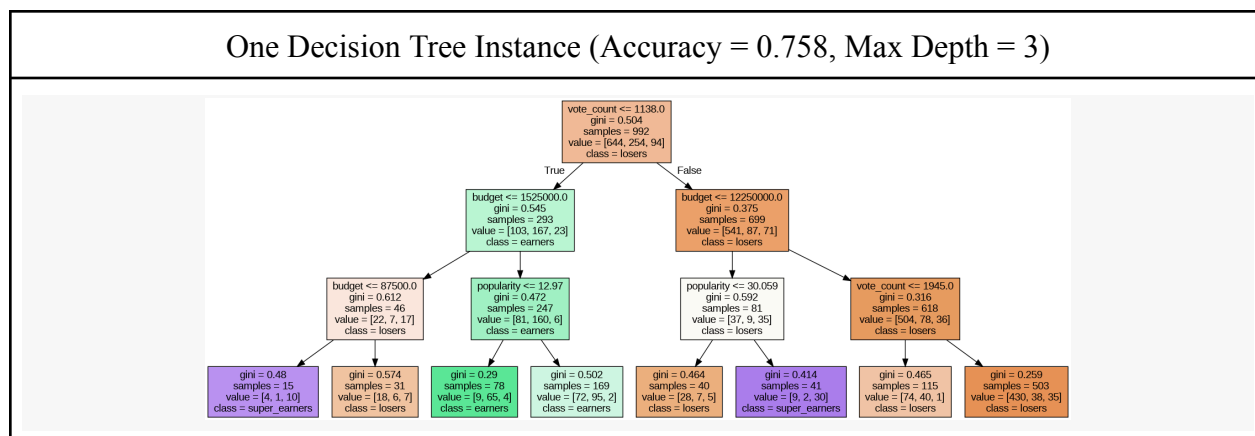 One Decision Tree Instance (Accuracy = 0.758, Max Depth = 3)
vote_count <= 1138.0
gini = 0.504
samples = 992
value = [644, 254, 94]
class = losers
True
False
budget <= 1525000.0
gini = 0.545
samples = 293
value = [103, 167, 23]
class = earners
budget <= 12250000.0
gini = 0.375
samples = 699
value = [541, 87, 71]
class = losers
budget <= 87500.0
gini = 0.612
samples = 46
value = [22, 7, 17]
class = losers
popularity <= 12.97
gini = 0.472
samples = 247
value = [81, 160, 6]
class = earners
popularity <= 30.059
gini = 0.592
samples = 81
value = [37, 9, 35]
class = losers
vote_count <= 1945.0
gini = 0.316
samples = 618
value = [504, 78, 36]
class = losers
gini = 0.48
samples = 15
value = [4, 1, 10]
class = super_earners
gini = 0.574
samples = 31
value = [18, 6, 7]
class = losers
gini = 0.29
samples = 78
value = [9, 65, 4]
class = earners
gini = 0.502
samples = 169
value = [72, 95, 2]
class = earners
gini = 0.464
samples = 40
value = [28, 7, 5]
class = losers
gini = 0.414
samples = 41
value = [9, 2, 30]
class = super_earners
gini = 0.465
samples = 115
value = [74, 40, 1]
class = losers
gini = 0.259
samples = 503
value = [430, 38, 35]
class = losers